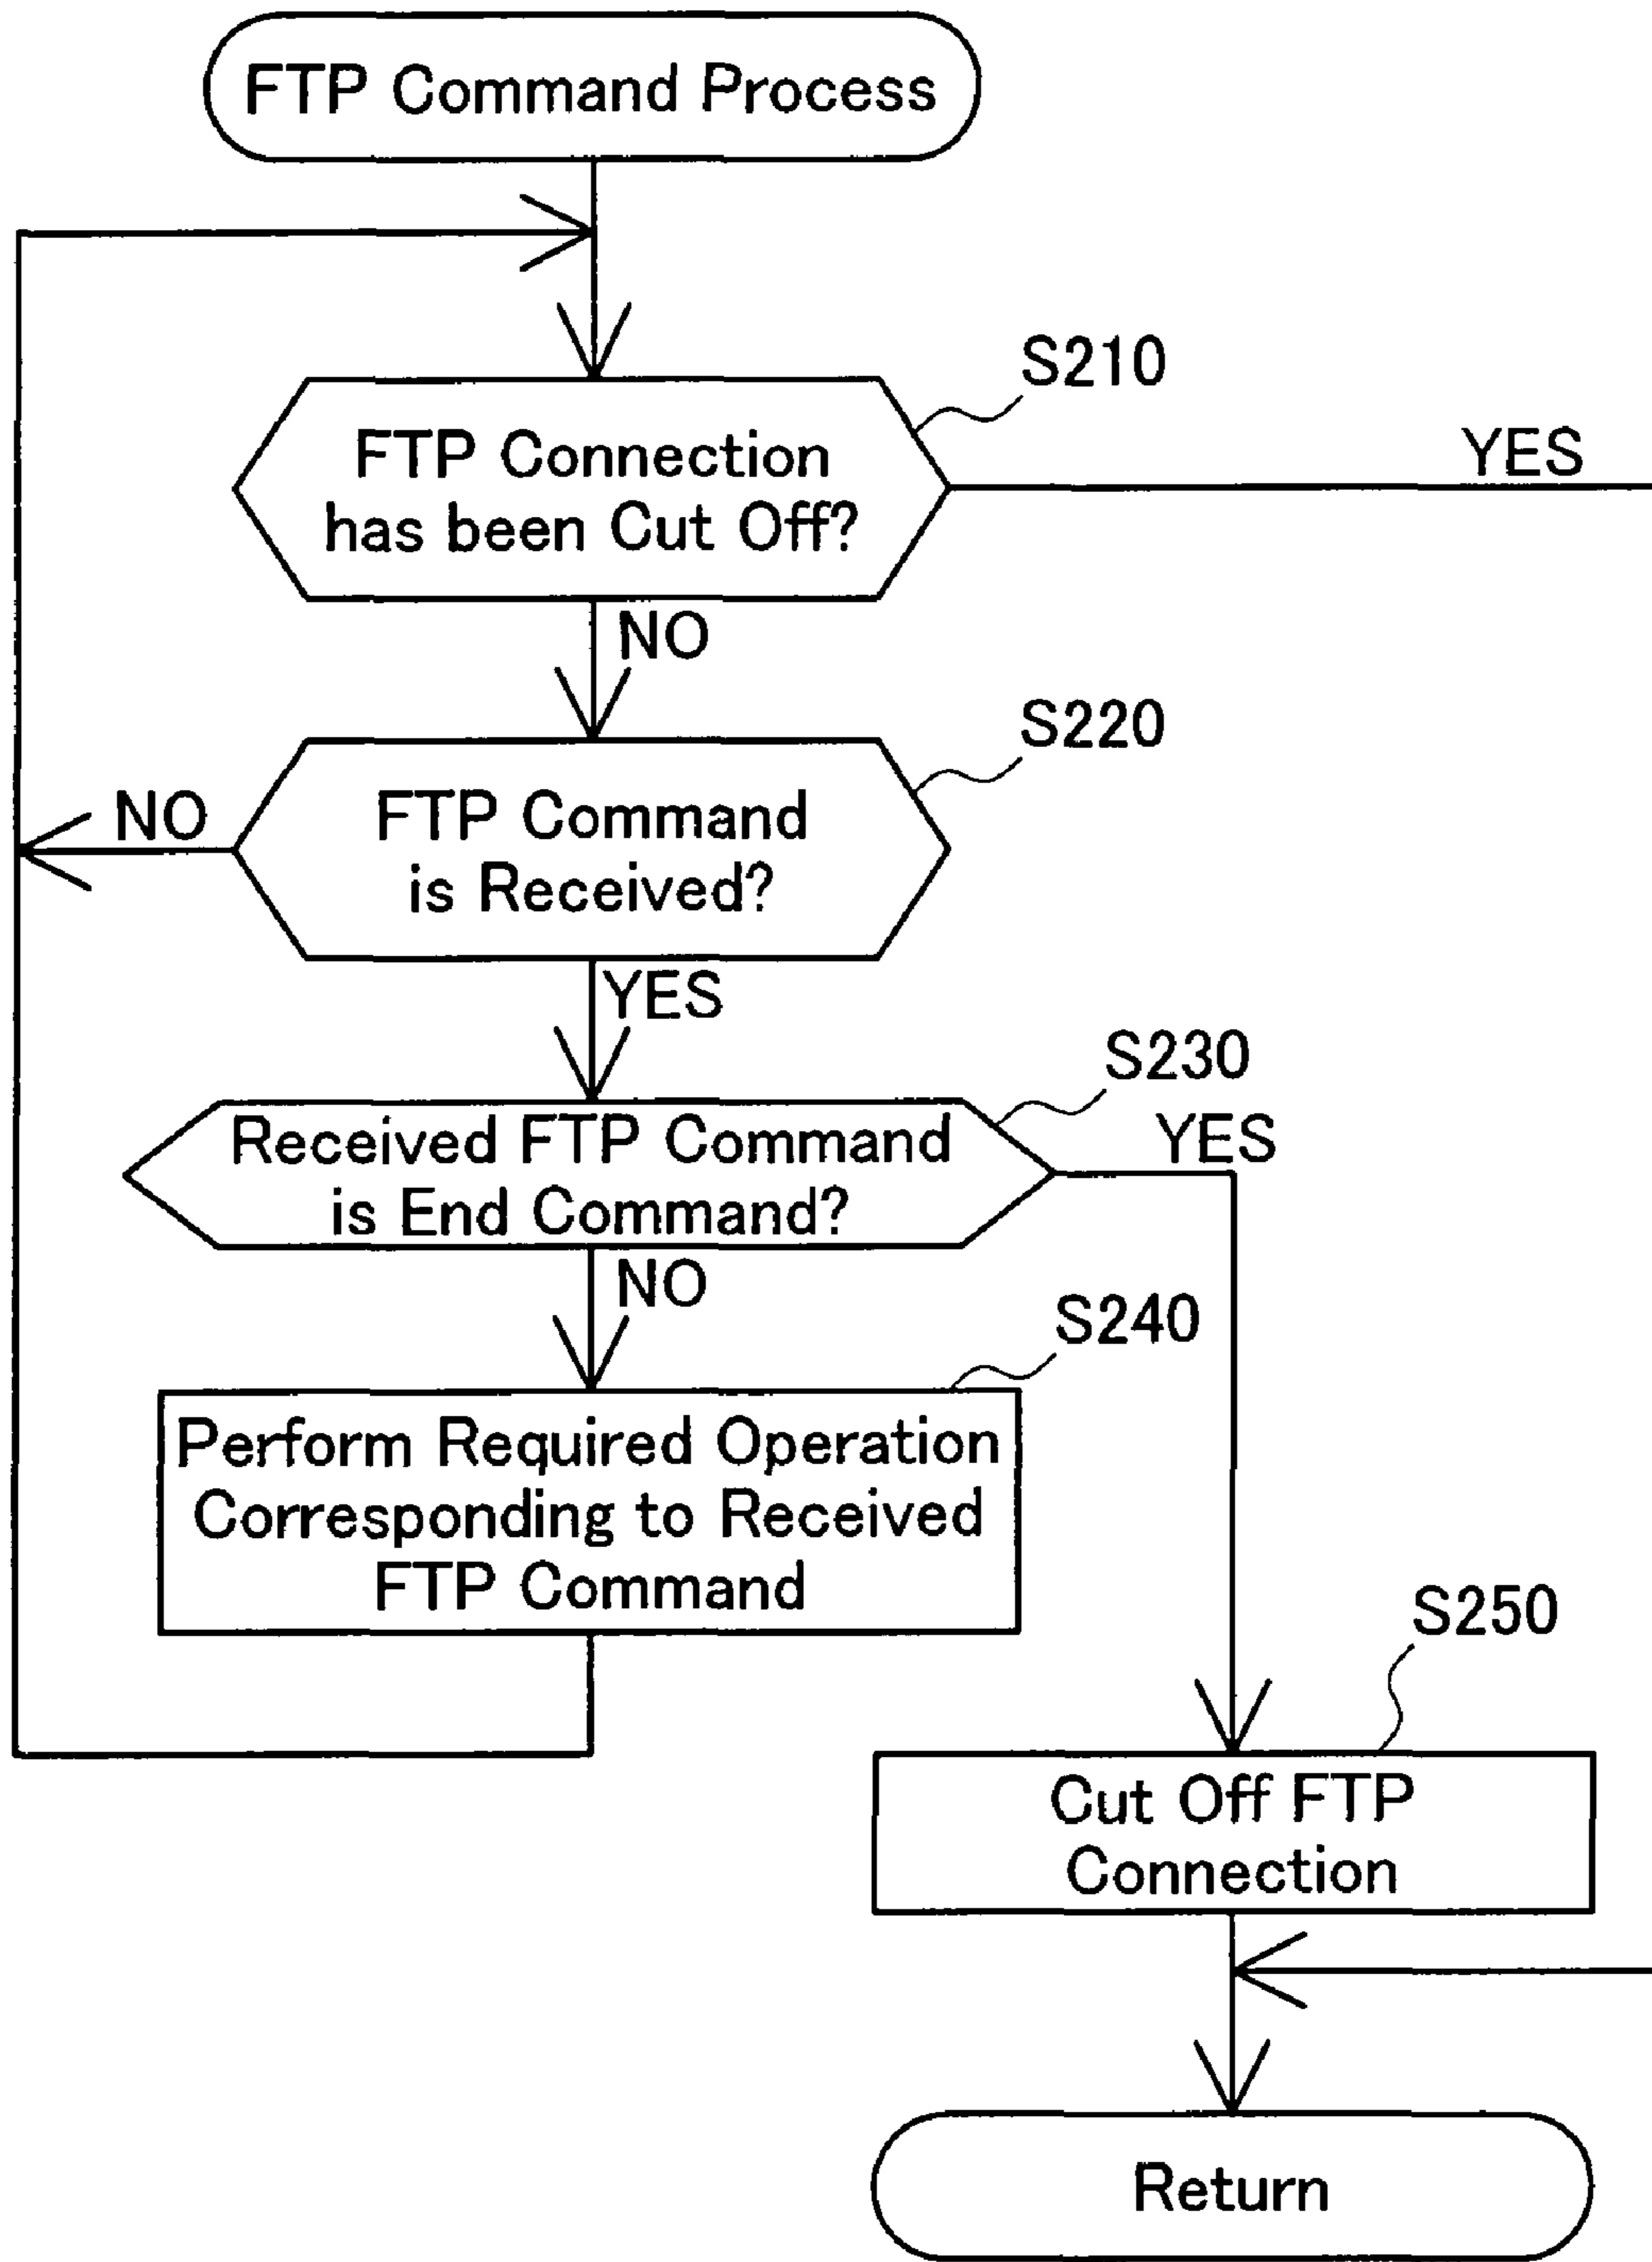 FTP Command Process
S210
FTP Connection
has been Cut Off?
YES
NO
S220
FTP Command
is Received?
NO
YES
S230
Received FTP Command
is End Command?
YES
NO
S240
Perform Required Operation
Corresponding to Received
FTP Command
S250
Cut Off FTP
Connection
Return